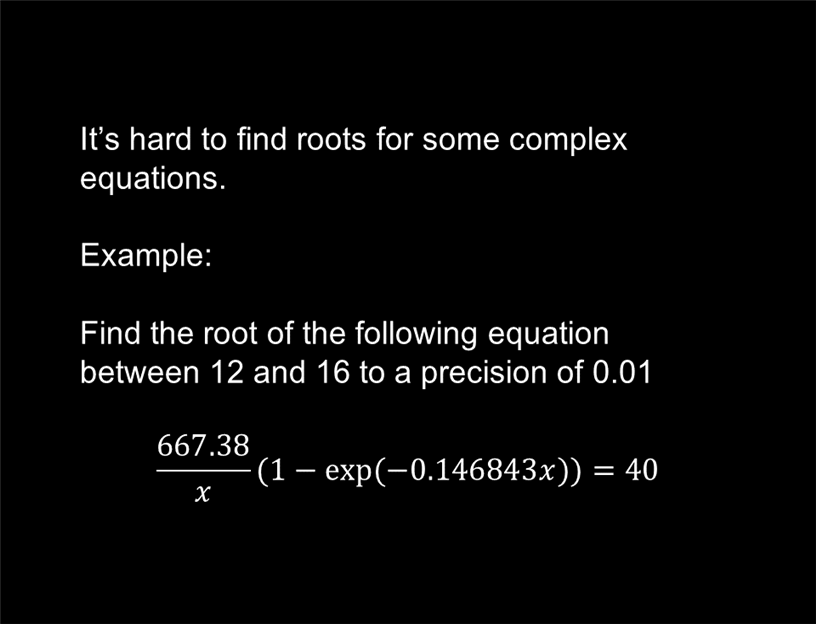 It’s hard to find roots for some complex
equations.
Example:
Find the root of the following equation
between 12 and 16 to a precision of 0.01
667.38
x
(1 − exp(−0.146843x)) = 40